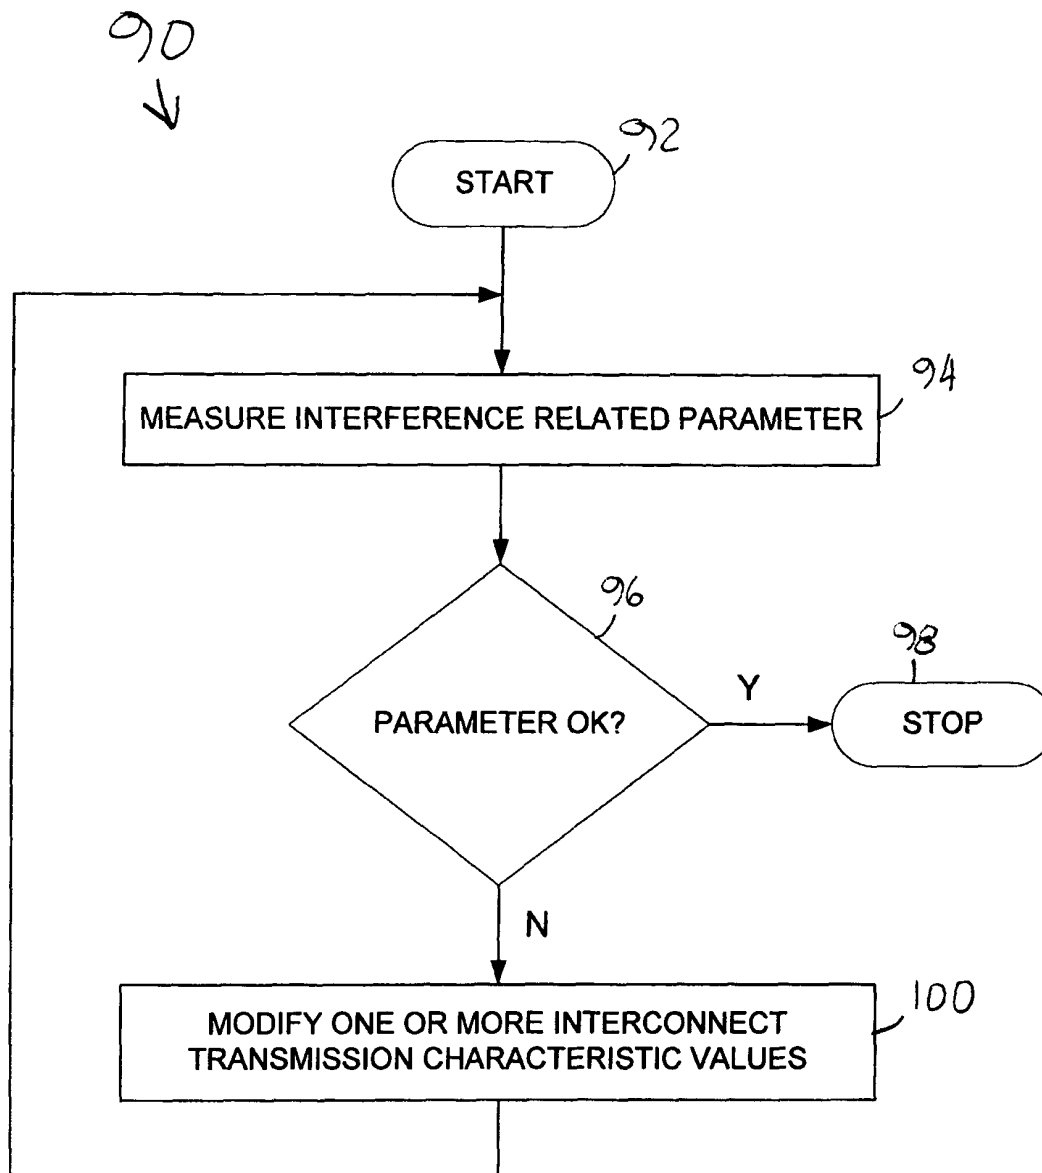 90
92
START
94
MEASURE INTERFERENCE RELATED PARAMETER
96
98
PARAMETER OK?
Y
STOP
N
100
MODIFY ONE OR MORE INTERCONNECT
TRANSMISSION CHARACTERISTIC VALUES